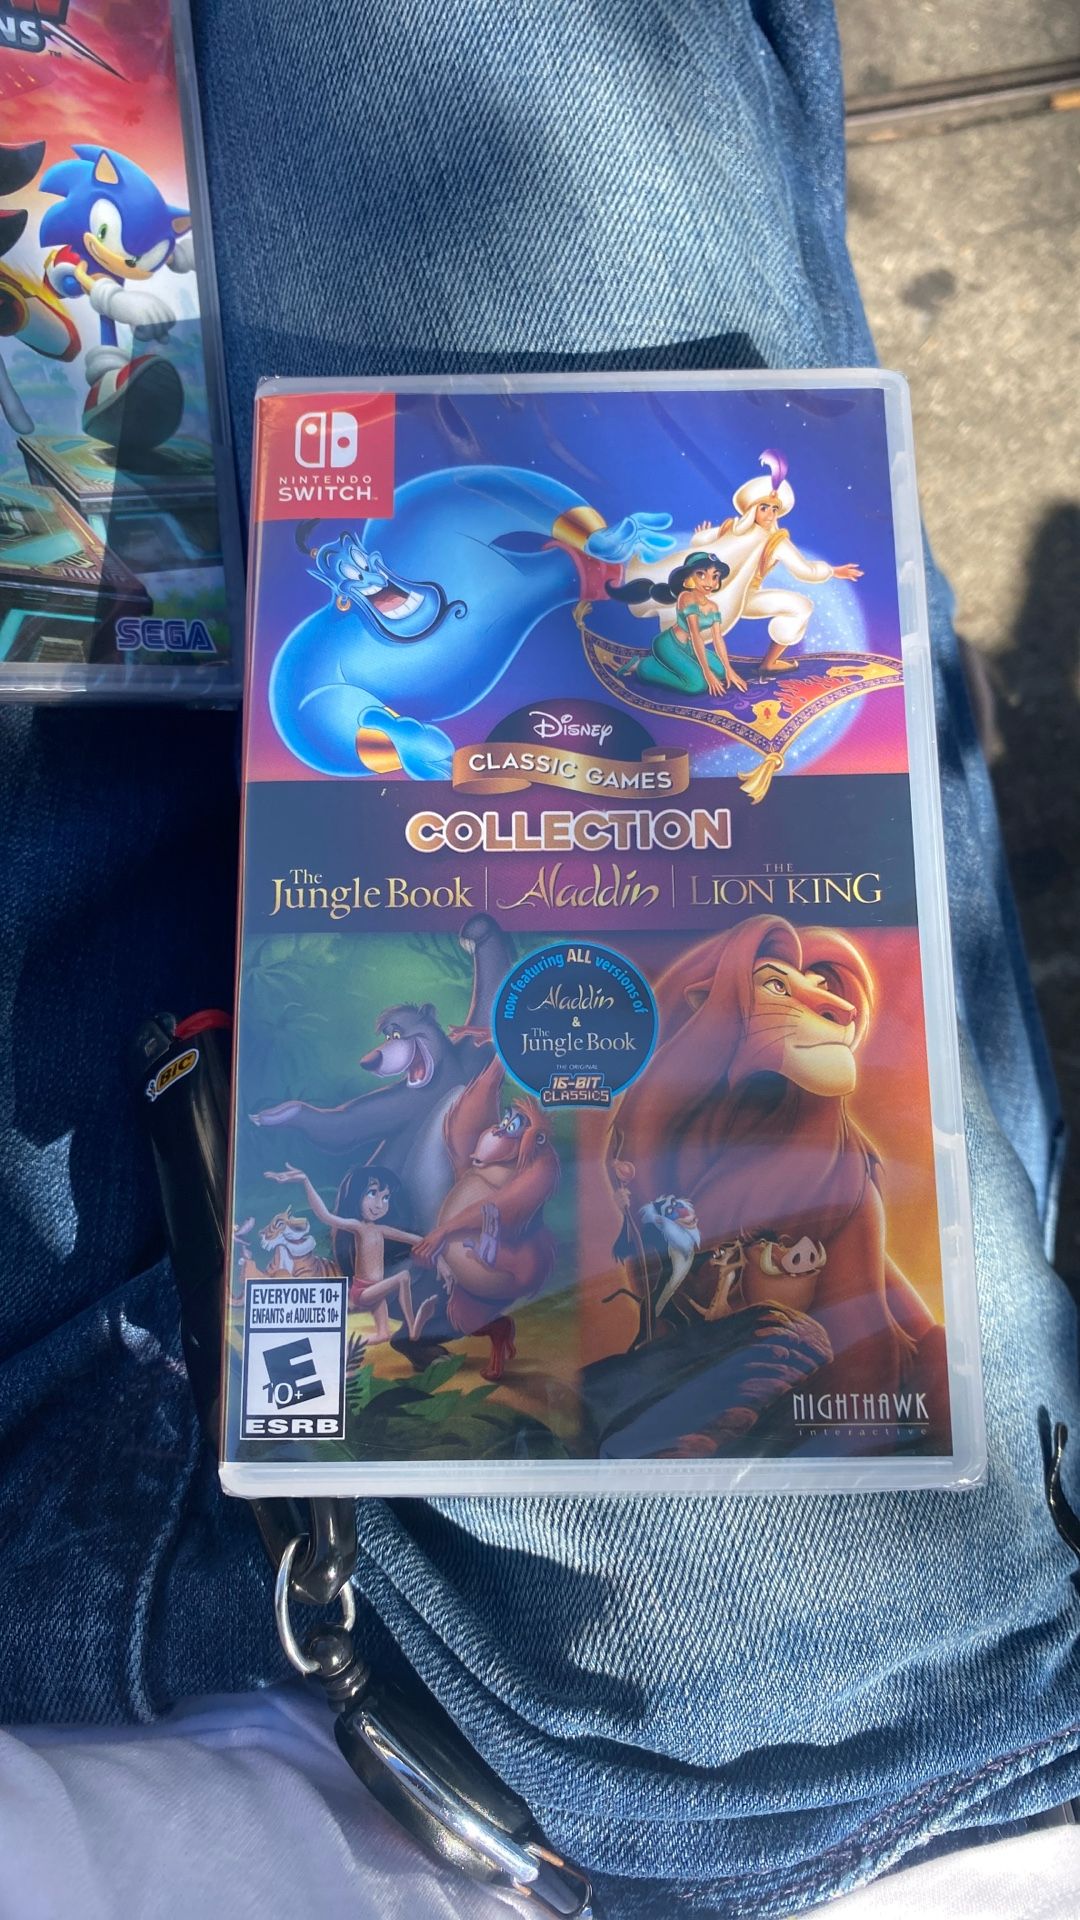 NS™
SEGA
NINTENDO
SWITCH™
Disney
CLASSIC GAMES
COLLECTION
The Jungle Book | Aladdin | THE LION KING
now featuring ALL versions of
Aladdin
&
The Jungle Book
THE ORIGINAL
16-BIT
CLASSICS
BIC
EVERYONE 10+
ENFANTS et ADULTES 10+
E
10+
ESRB
NIGHTHAWK
interactive